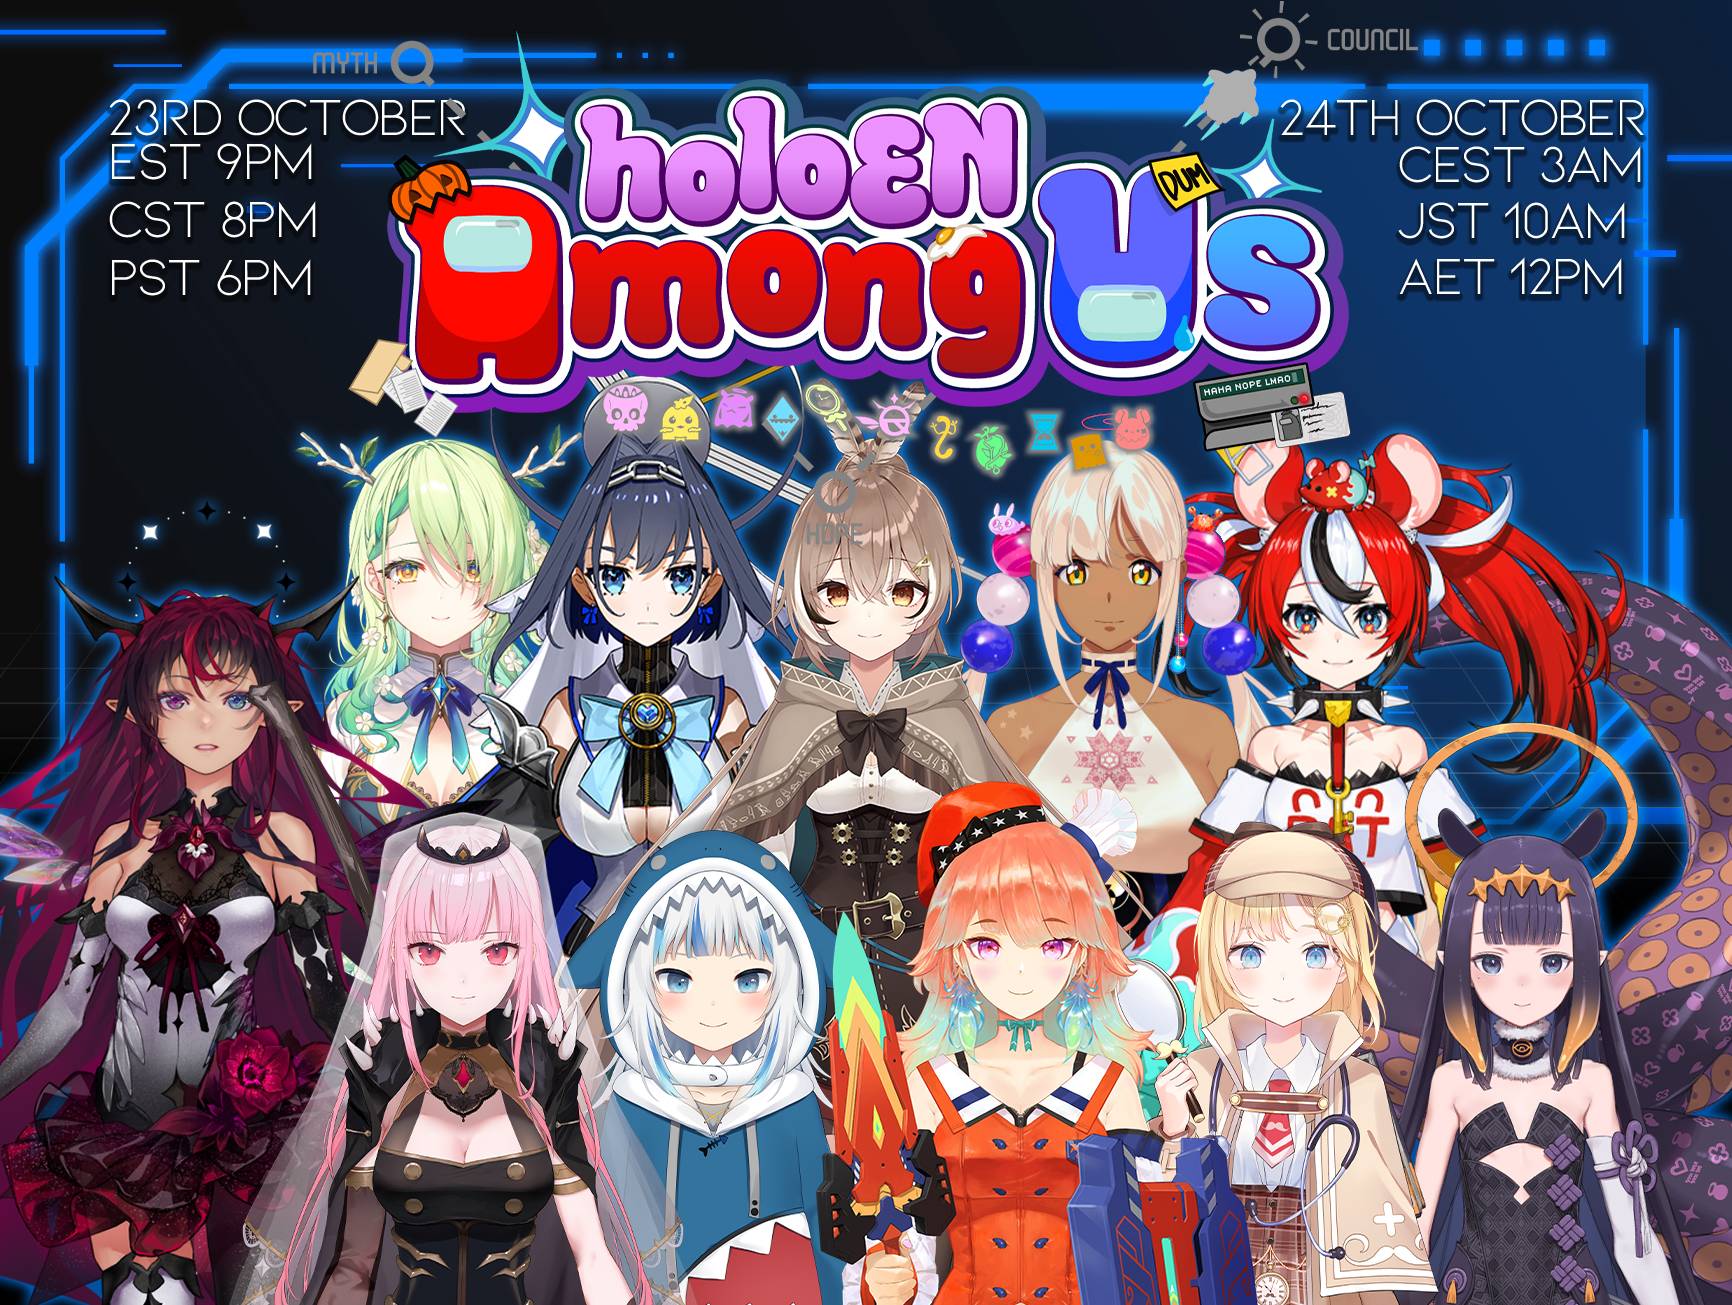 MYTH
COUNCIL
23RD OCTOBER
EST 9PM
CST 8PM
PST 6PM
24TH OCTOBER
CEST 3AM
JST 10AM
AET 12PM
holoEN
Among Us
DUM
HAHA NOPE LMAO
HOPE